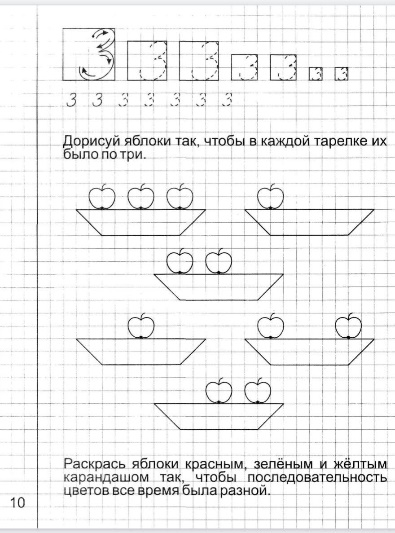 3 3 3 3 3 3 3
3 3 3 3 3 3 3
Дорисуй яблоки так, чтобы в каждой тарелке их
было по три.
Раскрась яблоки красным, зелёным и жёлтым
карандашом так, чтобы последовательность
цветов все время была разной.
10